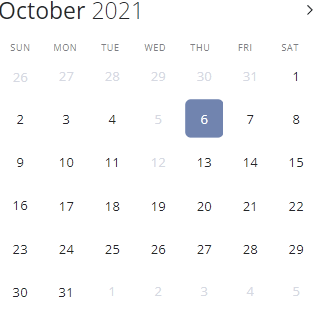 October 2021
SUN MON TUE WED THU FRI SAT
26 27 28 29 30 31 1
2 3 4 5 6 7 8
9 10 11 12 13 14 15
16 17 18 19 20 21 22
23 24 25 26 27 28 29
30 31 1 2 3 4 5